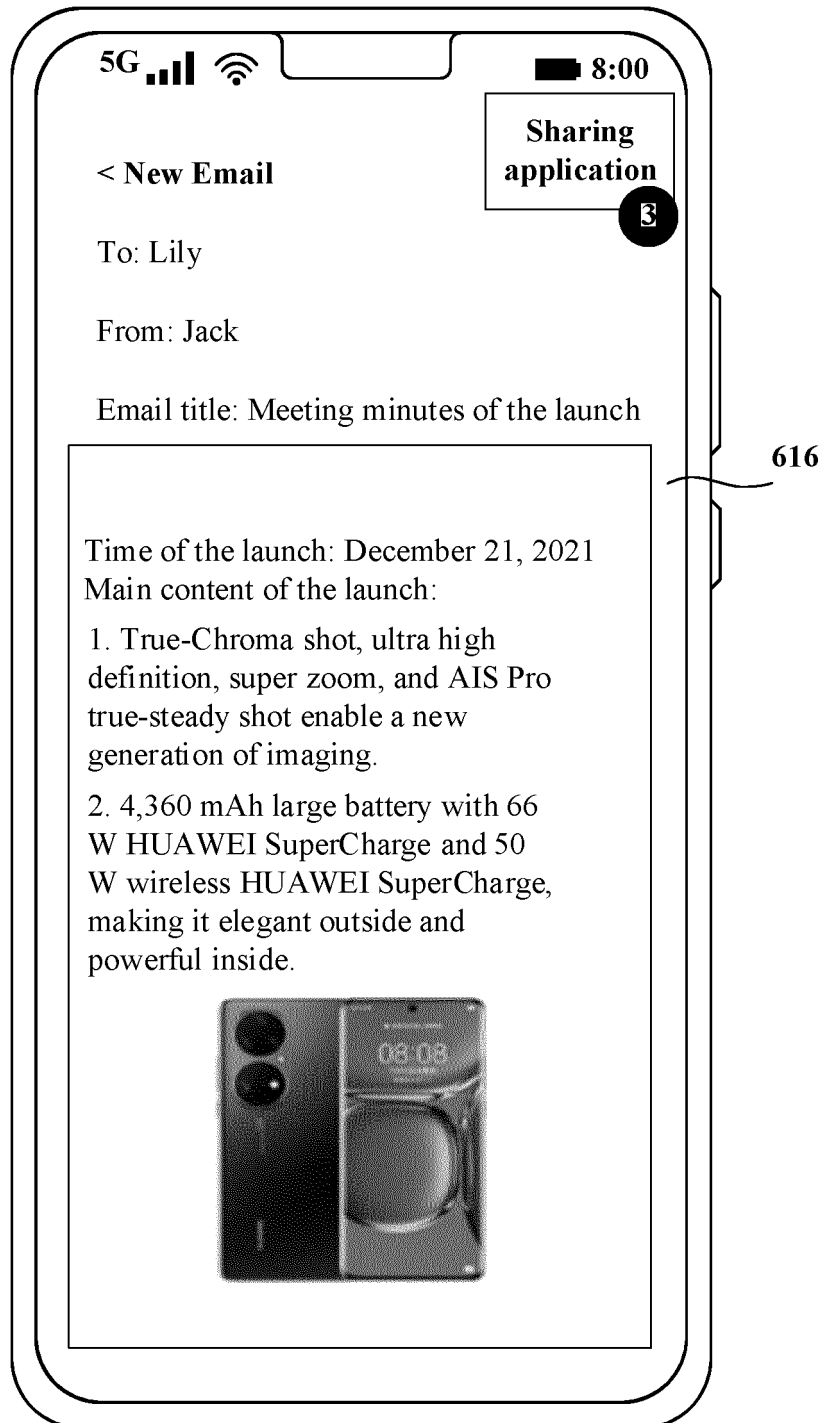 5G
8:00
Sharing
application
3
< New Email
To: Lily
From: Jack
Email title: Meeting minutes of the launch
616
Time of the launch: December 21, 2021
Main content of the launch:
1. True-Chroma shot, ultra high
definition, super zoom, and AIS Pro
true-steady shot enable a new
generation of imaging.
2. 4,360 mAh large battery with 66
W HUAWEI SuperCharge and 50
W wireless HUAWEI SuperCharge,
making it elegant outside and
powerful inside.
08:08